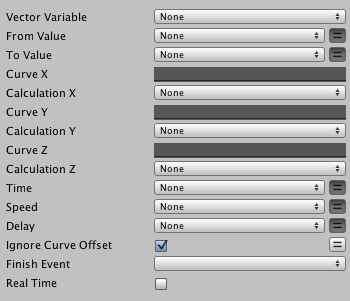 Vector Variable None
From Value None
To Value None
Curve X
Calculation X None
Curve Y
Calculation Y None
Curve Z
Calculation Z None
Time None
Speed None
Delay None
Ignore Curve Offset
Finish Event
Real Time